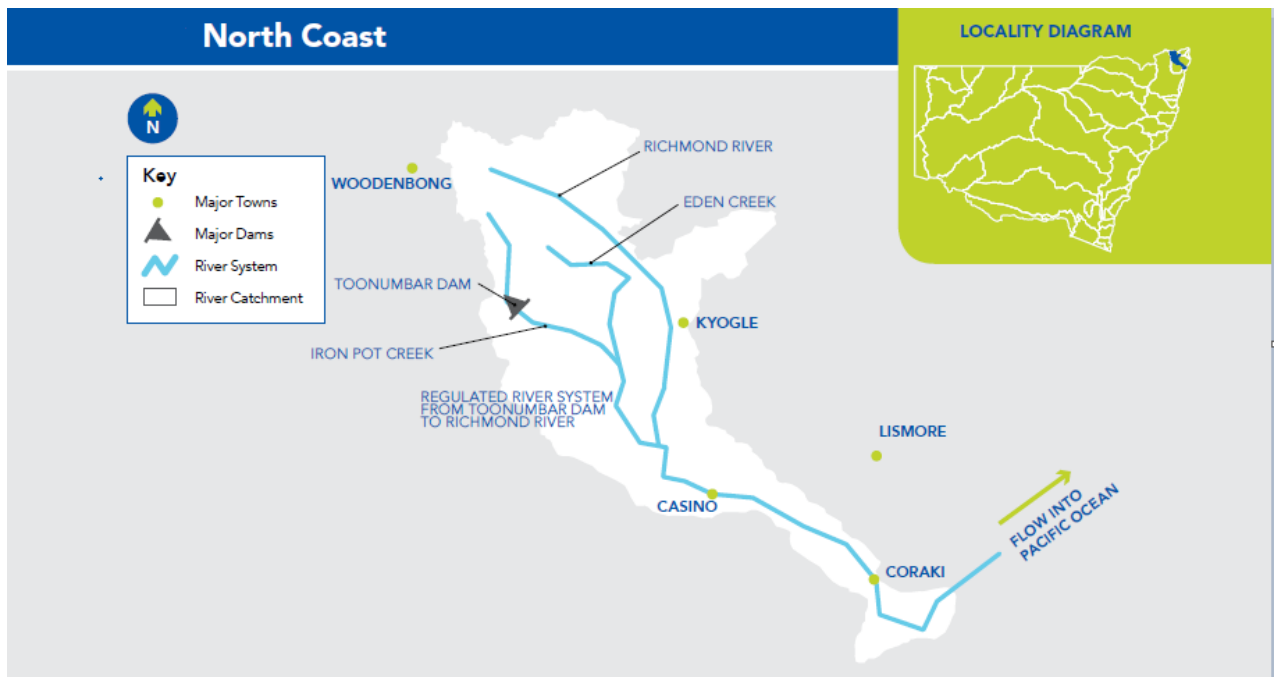 North Coast
LOCALITY DIAGRAM
N
Key
Major Towns
Major Dams
River System
River Catchment
WOODENBONG
RICHMOND RIVER
EDEN CREEK
TOONUMBAR DAM
KYOGLE
IRON POT CREEK
REGULATED RIVER SYSTEM
FROM TOONUMBAR DAM
TO RICHMOND RIVER
LISMORE
CASINO
FLOW INTO
PACIFIC OCEAN
CORAKI